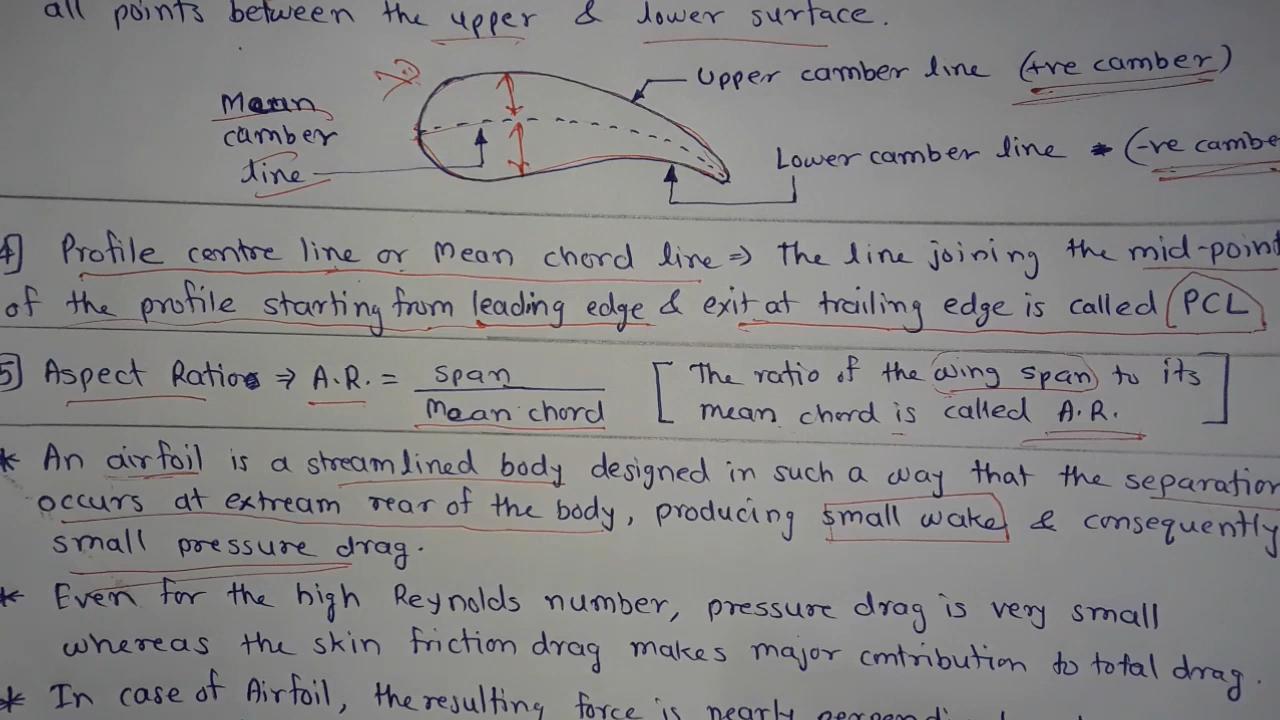 all points between the upper & lower surface.
Upper camber line (+ve camber)
Mean
camber
line
Lower camber line (-ve cambe
4] Profile centre line or Mean chord line ⇒ The line joining the mid-point
of the profile starting from leading edge & exit at trailing edge is called PCL
5] Aspect Ratio ⇒ A.R. = span / Mean chord [The ratio of the wing span to its
mean chord is called A.R.]
* An airfoil is a streamlined body designed in such a way that the separation
occurs at extream rear of the body, producing small wake & consequently
small pressure drag.
* Even for the high Reynolds number, pressure drag is very small
whereas the skin friction drag makes major contribution to total drag.
* In case of Airfoil, the resulting force is nearly